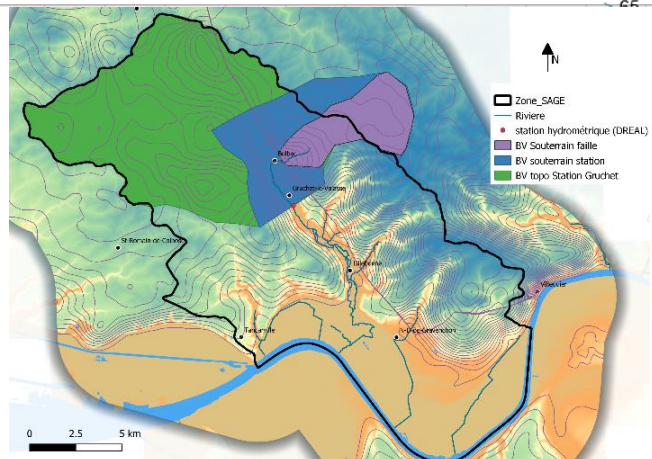 65
N
Zone_SAGE
Riviere
station hydrométrique (DREAL)
BV Souterrain faille
BV souterrain station
BV topo Station Gruchet
Bolbec
Gruchet-le-Valasse
St-Romain-de-Colbosc
Lillebonne
Villequier
Tancarville
0 2.5 5 km